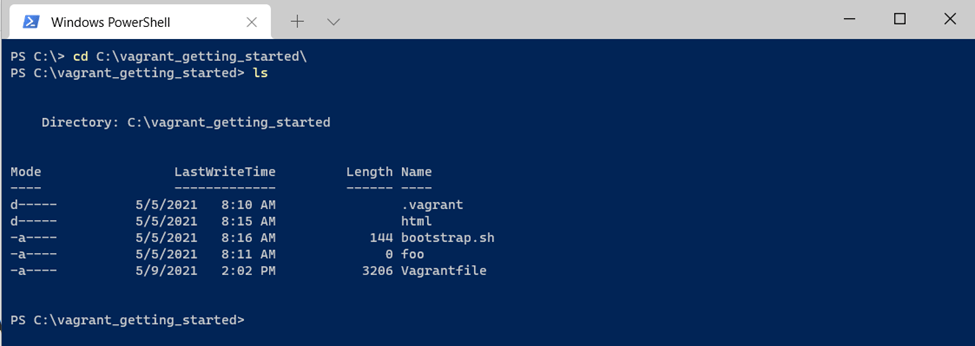 Windows PowerShell
PS C:\> cd C:\vagrant_getting_started\
PS C:\vagrant_getting_started> ls
Directory: C:\vagrant_getting_started
Mode LastWriteTime Length Name
---- ------------- ------ ----
d----- 5/5/2021 8:10 AM .vagrant
d----- 5/5/2021 8:15 AM html
-a---- 5/5/2021 8:16 AM 144 bootstrap.sh
-a---- 5/5/2021 8:11 AM 0 foo
-a---- 5/9/2021 2:02 PM 3206 Vagrantfile
PS C:\vagrant_getting_started>